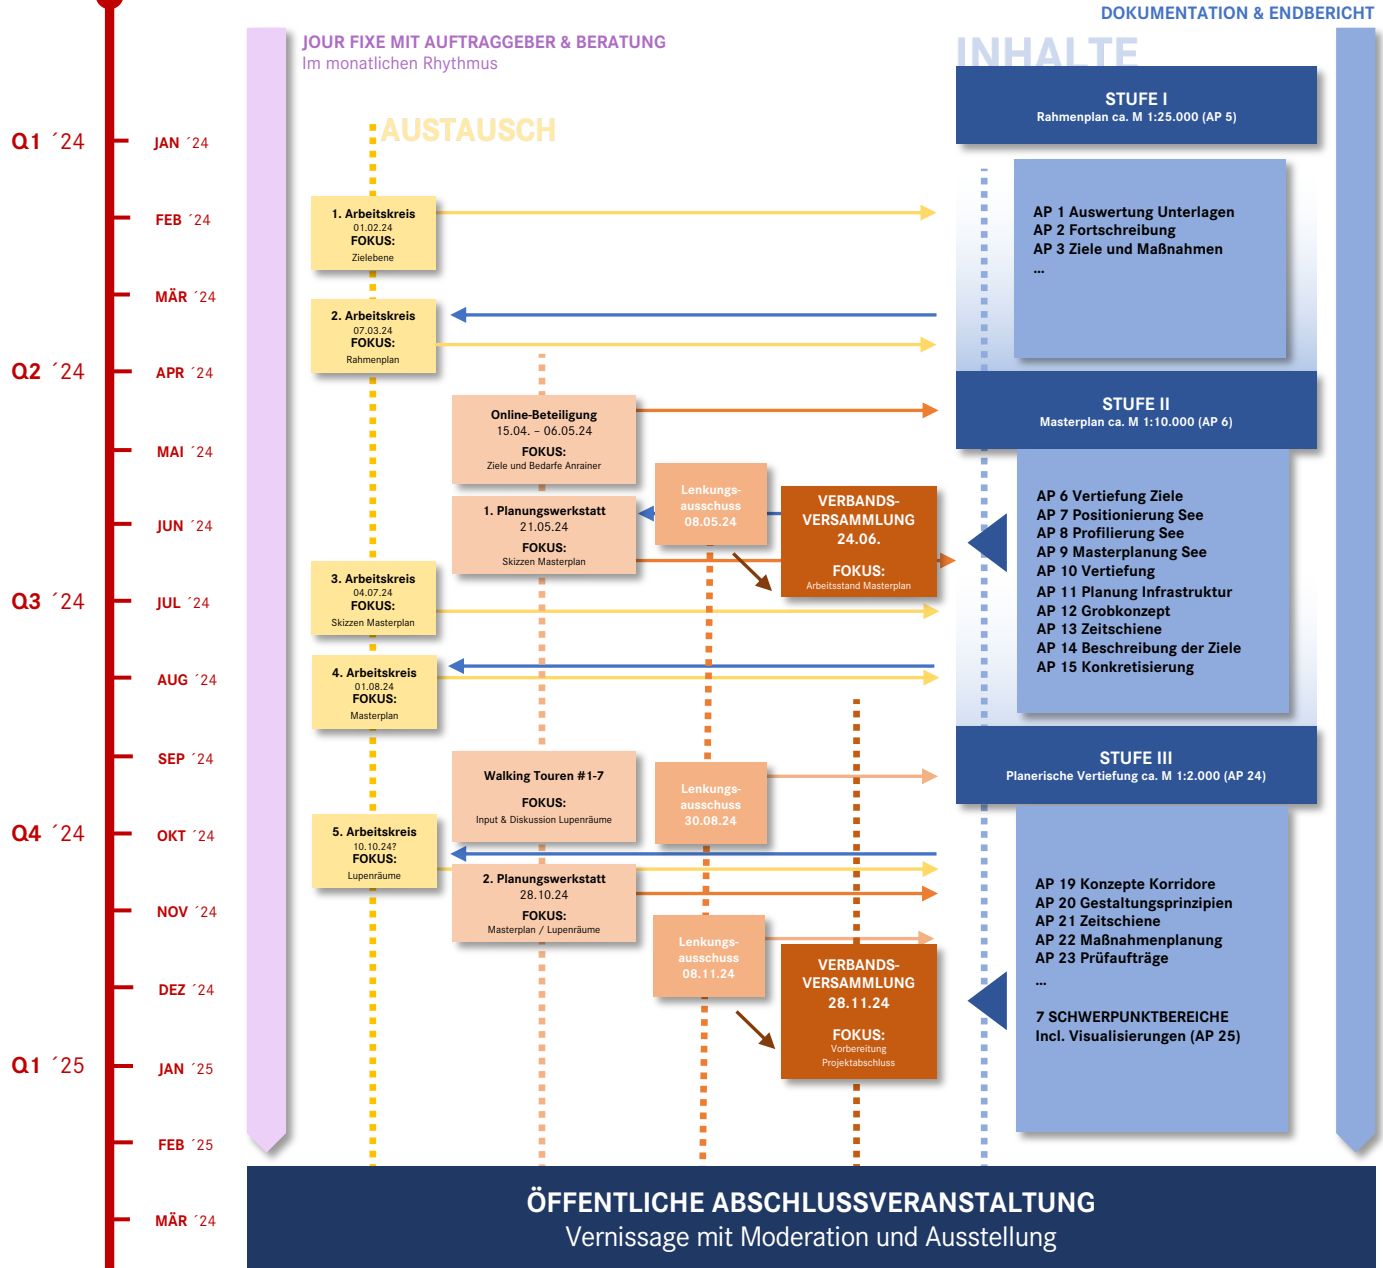 DOKUMENTATION & ENDBERICHT
JOUR FIXE MIT AUFTRAGGEBER & BERATUNG
Im monatlichen Rhythmus
INHALTE
AUSTAUSCH
Q1 ´24
JAN ´24
FEB ´24
MÄR ´24
Q2 ´24
APR ´24
MAI ´24
JUN ´24
Q3 ´24
JUL ´24
AUG ´24
SEP ´24
Q4 ´24
OKT ´24
NOV ´24
DEZ ´24
Q1 ´25
JAN ´25
FEB ´25
MÄR ´24
1. Arbeitskreis
01.02.24
FOKUS:
Zielebene
2. Arbeitskreis
07.03.24
FOKUS:
Rahmenplan
3. Arbeitskreis
04.07.24
FOKUS:
Skizzen Masterplan
4. Arbeitskreis
01.08.24
FOKUS:
Masterplan
5. Arbeitskreis
10.10.24?
FOKUS:
Lupenräume
Online-Beteiligung
15.04. – 06.05.24
FOKUS:
Ziele und Bedarfe Anrainer
1. Planungswerkstatt
21.05.24
FOKUS:
Skizzen Masterplan
Walking Touren #1-7
FOKUS:
Input & Diskussion Lupenräume
2. Planungswerkstatt
28.10.24
FOKUS:
Masterplan / Lupenräume
Lenkungs-
ausschuss
08.05.24
Lenkungs-
ausschuss
30.08.24
Lenkungs-
ausschuss
08.11.24
VERBANDS-
VERSAMMLUNG
24.06.
FOKUS:
Arbeitsstand Masterplan
VERBANDS-
VERSAMMLUNG
28.11.24
FOKUS:
Vorbereitung
Projektabschluss
STUFE I
Rahmenplan ca. M 1:25.000 (AP 5)
AP 1 Auswertung Unterlagen
AP 2 Fortschreibung
AP 3 Ziele und Maßnahmen
...
STUFE II
Masterplan ca. M 1:10.000 (AP 6)
AP 6 Vertiefung Ziele
AP 7 Positionierung See
AP 8 Profilierung See
AP 9 Masterplanung See
AP 10 Vertiefung
AP 11 Planung Infrastruktur
AP 12 Grobkonzept
AP 13 Zeitschiene
AP 14 Beschreibung der Ziele
AP 15 Konkretisierung
STUFE III
Planerische Vertiefung ca. M 1:2.000 (AP 24)
AP 19 Konzepte Korridore
AP 20 Gestaltungsprinzipien
AP 21 Zeitschiene
AP 22 Maßnahmenplanung
AP 23 Prüfaufträge
...
7 SCHWERPUNKTBEREICHE
Incl. Visualisierungen (AP 25)
ÖFFENTLICHE ABSCHLUSSVERANSTALTUNG
Vernissage mit Moderation und Ausstellung